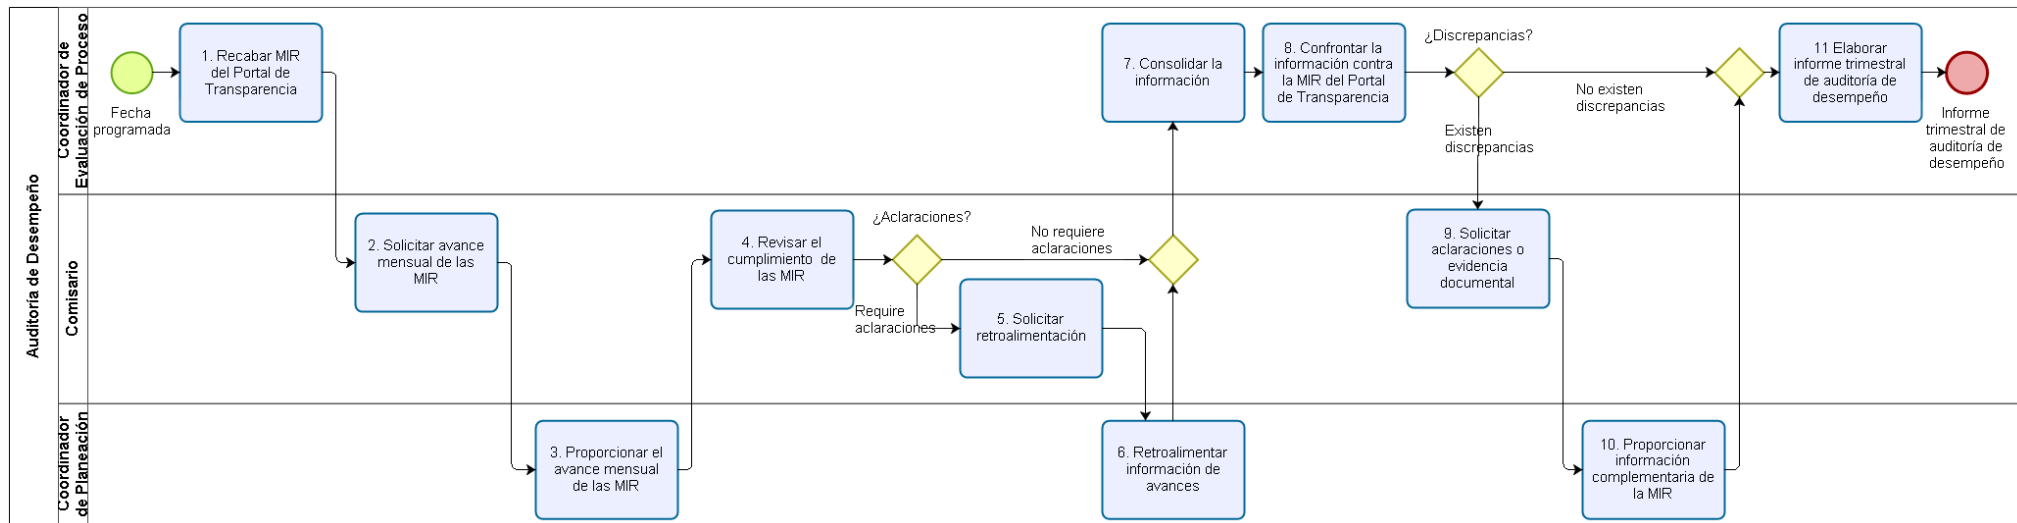 Auditoría de Desempeño
Coordinador de
Evaluación de Proceso
Fecha
programada
1. Recabar MIR
del Portal de
Transparencia
7. Consolidar la
información
8. Confrontar la
información contra
la MIR del Portal
de Transparencia
¿Discrepancias?
No existen
discrepancias
Existen
discrepancias
11 Elaborar
informe trimestral
de auditoría de
desempeño
Informe
trimestral de
auditoría de
desempeño
Comisario
2. Solicitar avance
mensual de las
MIR
4. Revisar el
cumplimiento de
las MIR
¿Aclaraciones?
No requiere
aclaraciones
Require
aclaraciones
5. Solicitar
retroalimentación
9. Solicitar
aclaraciones o
evidencia
documental
Coordinador
de Planeación
3. Proporcionar el
avance mensual
de las MIR
6. Retroalimentar
información de
avances
10. Proporcionar
información
complementaria de
la MIR